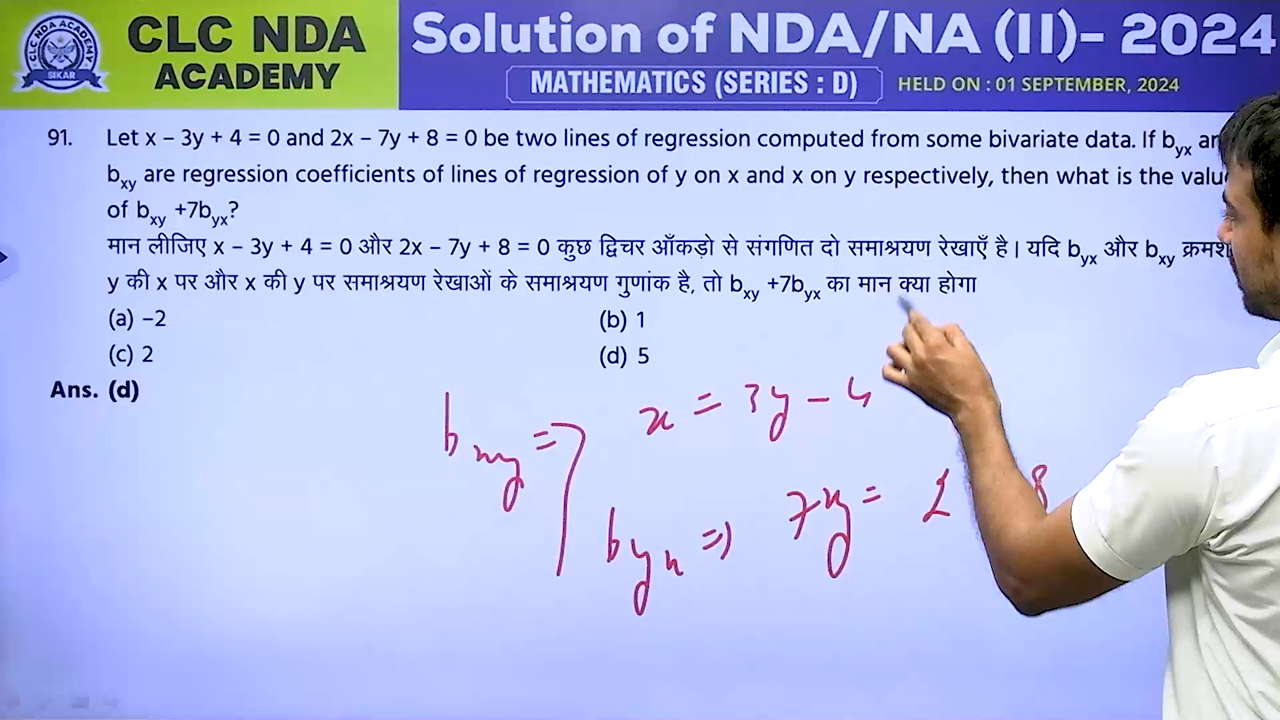 CLC NDA ACADEMY
SIKAR
CLC NDA
ACADEMY
Solution of NDA/NA (II)- 2024
MATHEMATICS (SERIES : D)
HELD ON : 01 SEPTEMBER, 2024
91. Let x – 3y + 4 = 0 and 2x – 7y + 8 = 0 be two lines of regression computed from some bivariate data. If byx
bxy are regression coefficients of lines of regression of y on x and x on y respectively, then what is the
of bxy +7byx?
मान लीजिए x – 3y + 4 = 0 और 2x – 7y + 8 = 0 कुछ द्विचर आँकड़ो से संगणित दो समाश्रयण रेखाएँ है। यदि byx और bxy
y की x पर और x की y पर समाश्रयण रेखाओं के समाश्रयण गुणांक है, तो bxy +7byx का मान क्या होगा
(a) –2
(b) 1
(c) 2
(d) 5
Ans. (d)
bxy = x = 3y – 4
byx ⇒ 7y = 2 8